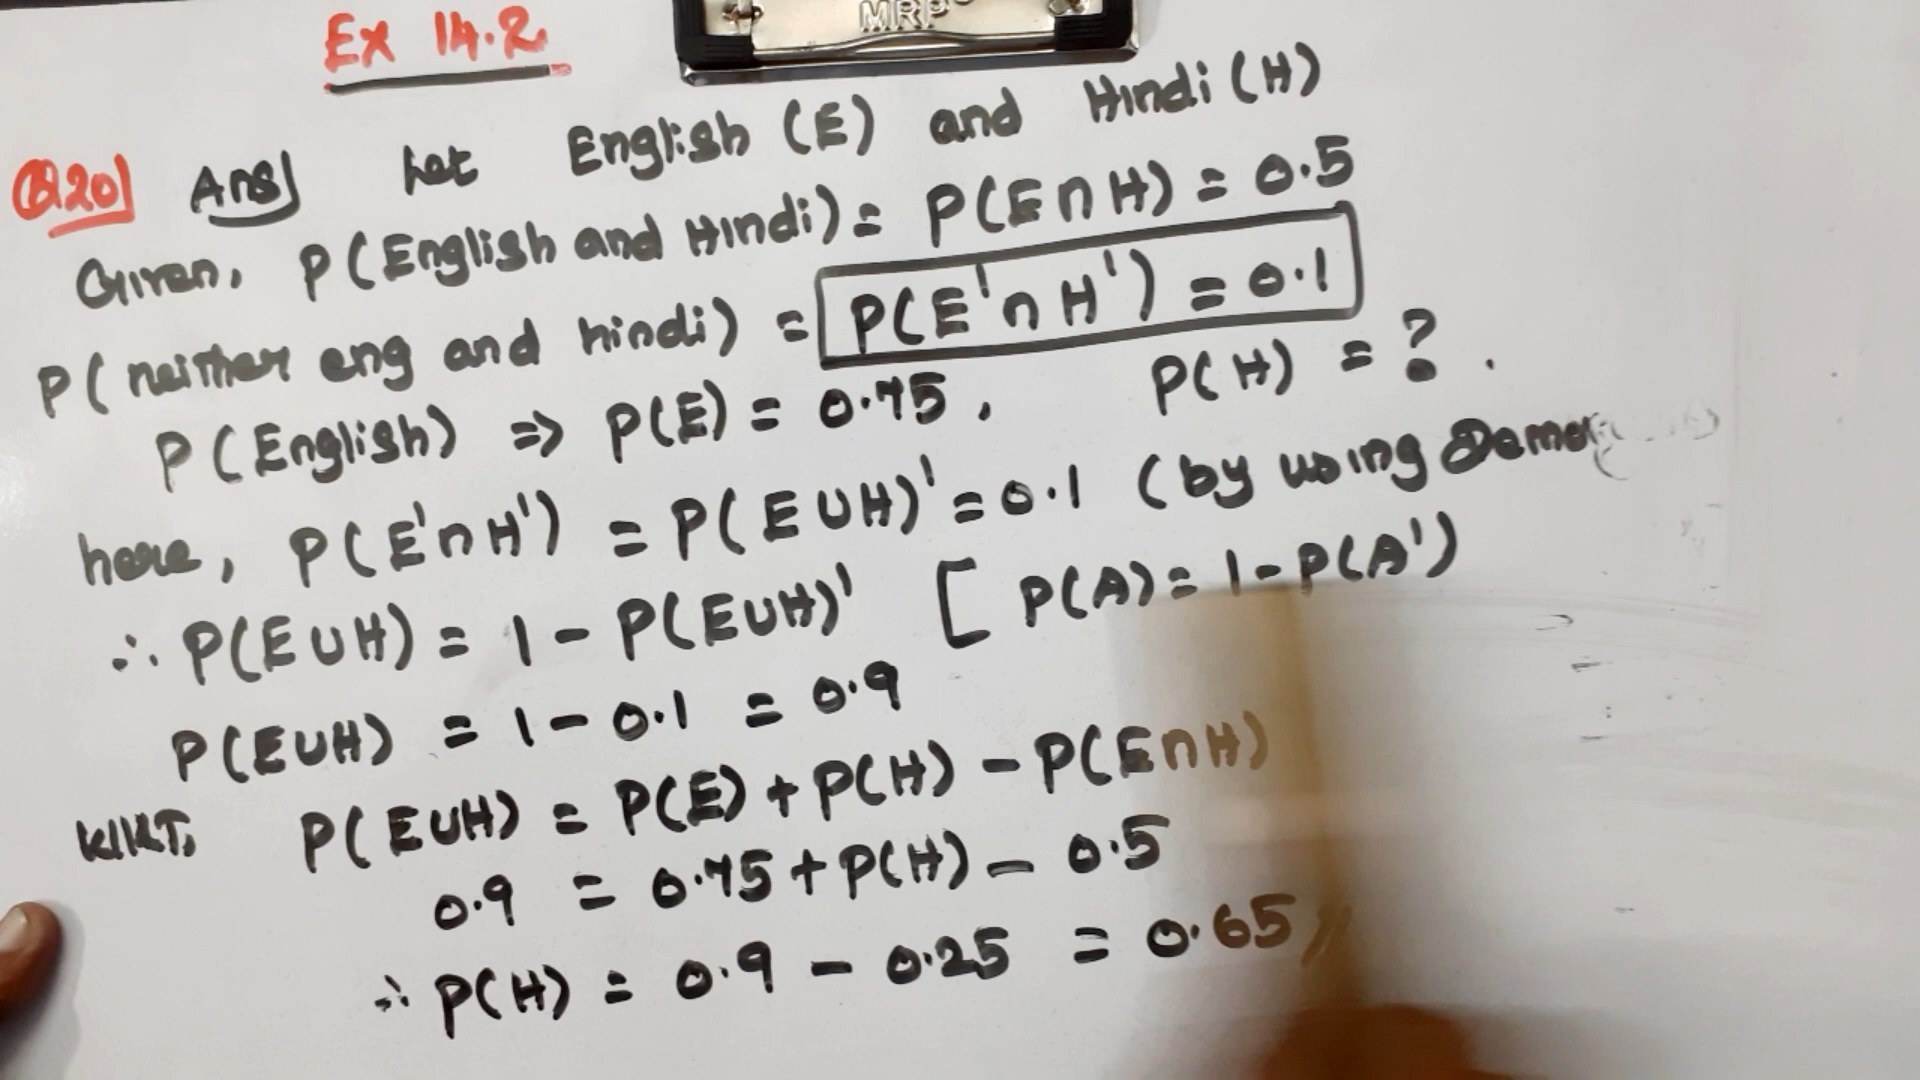 MRP
Ex 14.2
Q20) Ans) Let English (E) and Hindi (H)
Given, P(English and Hindi) = P(E∩H) = 0.5
P(neither eng and hindi) = P(E'∩H') = 0.1
P(English) ⇒ P(E) = 0.75, P(H) = ?.
here, P(E'∩H') = P(E∪H)' = 0.1 (by using
∴ P(E∪H) = 1 - P(E∪H)' [ P(A) = 1 - P(A')
P(E∪H) = 1 - 0.1 = 0.9
WKT, P(E∪H) = P(E) + P(H) - P(E∩H)
0.9 = 0.75 + P(H) - 0.5
∴ P(H) = 0.9 - 0.25 = 0.65//